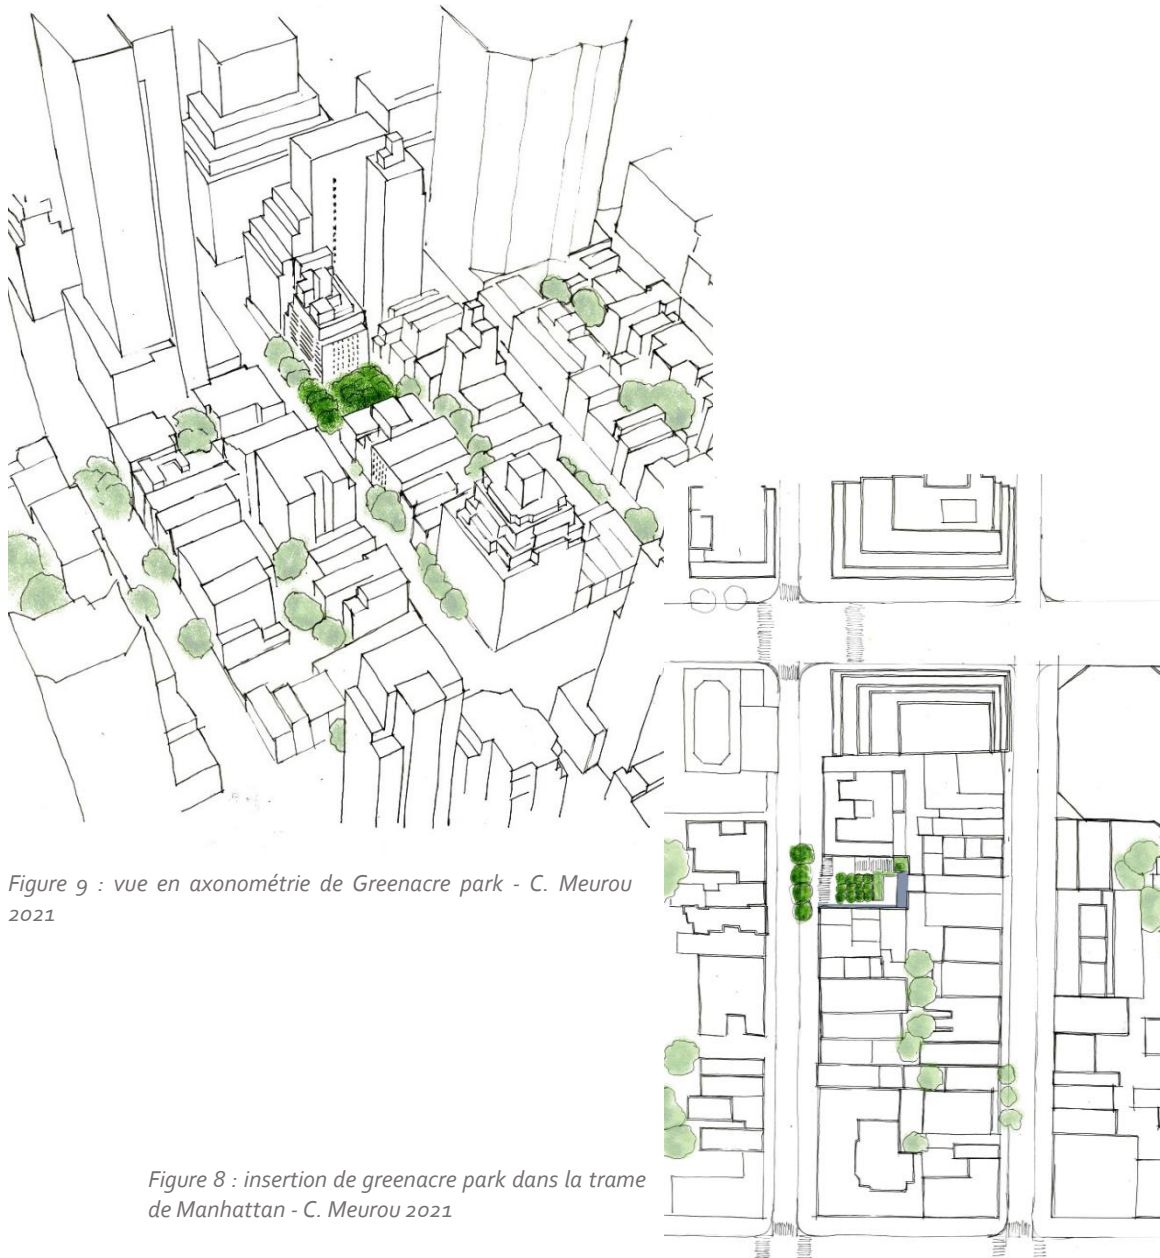 Figure 9 : vue en axonométrie de Greenacre park - C. Meurou
2021
Figure 8 : insertion de greenacre park dans la trame
de Manhattan - C. Meurou 2021